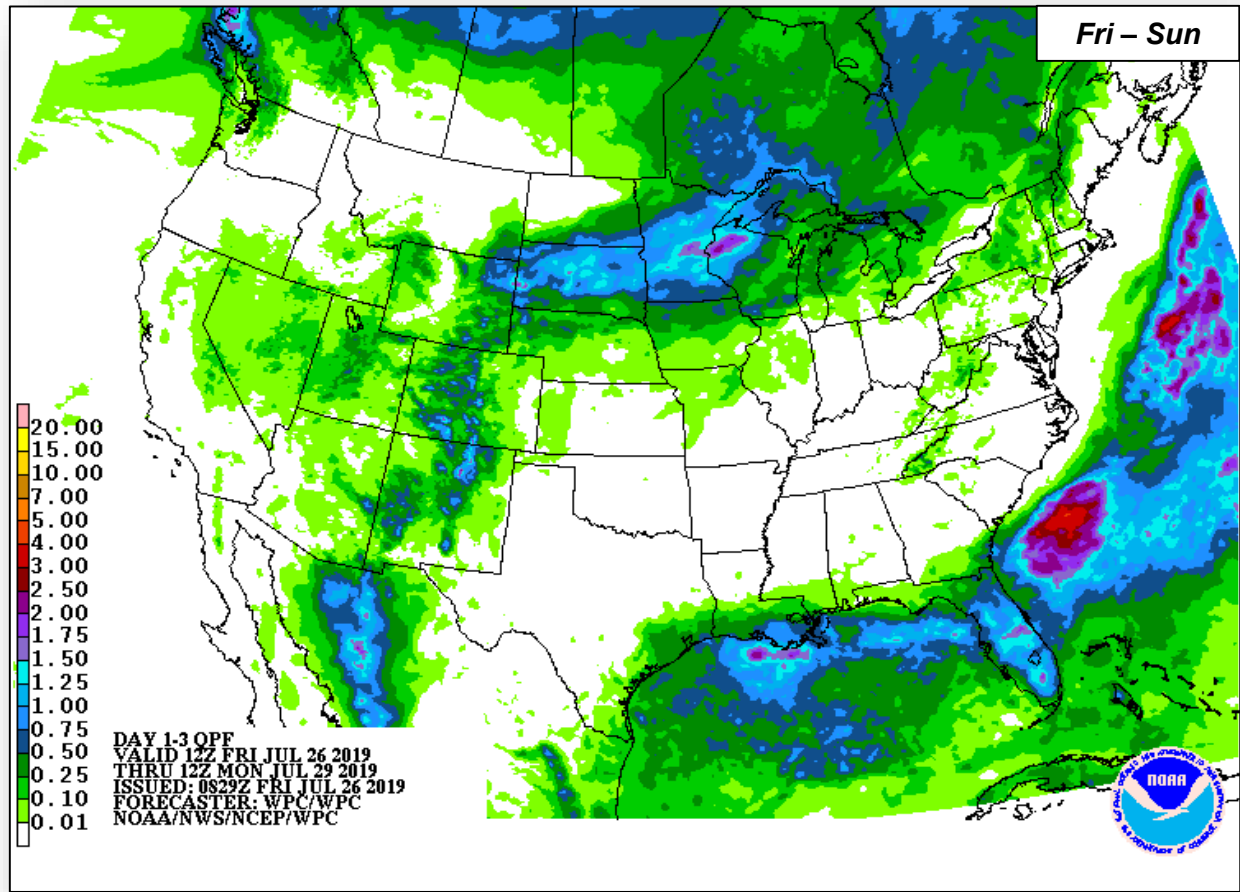 Fri – Sun
20.00
15.00
10.00
7.00
5.00
4.00
3.00
2.50
2.00
1.75
1.50
1.25
1.00
0.75
0.50
0.25
0.10
0.01
DAY 1-3 QPF
VALID 12Z FRI JUL 26 2019
THRU 12Z MON JUL 29 2019
ISSUED: 0829Z FRI JUL 26 2019
FORECASTER: WPC/WPC
NOAA/NWS/NCEP/WPC
NOAA